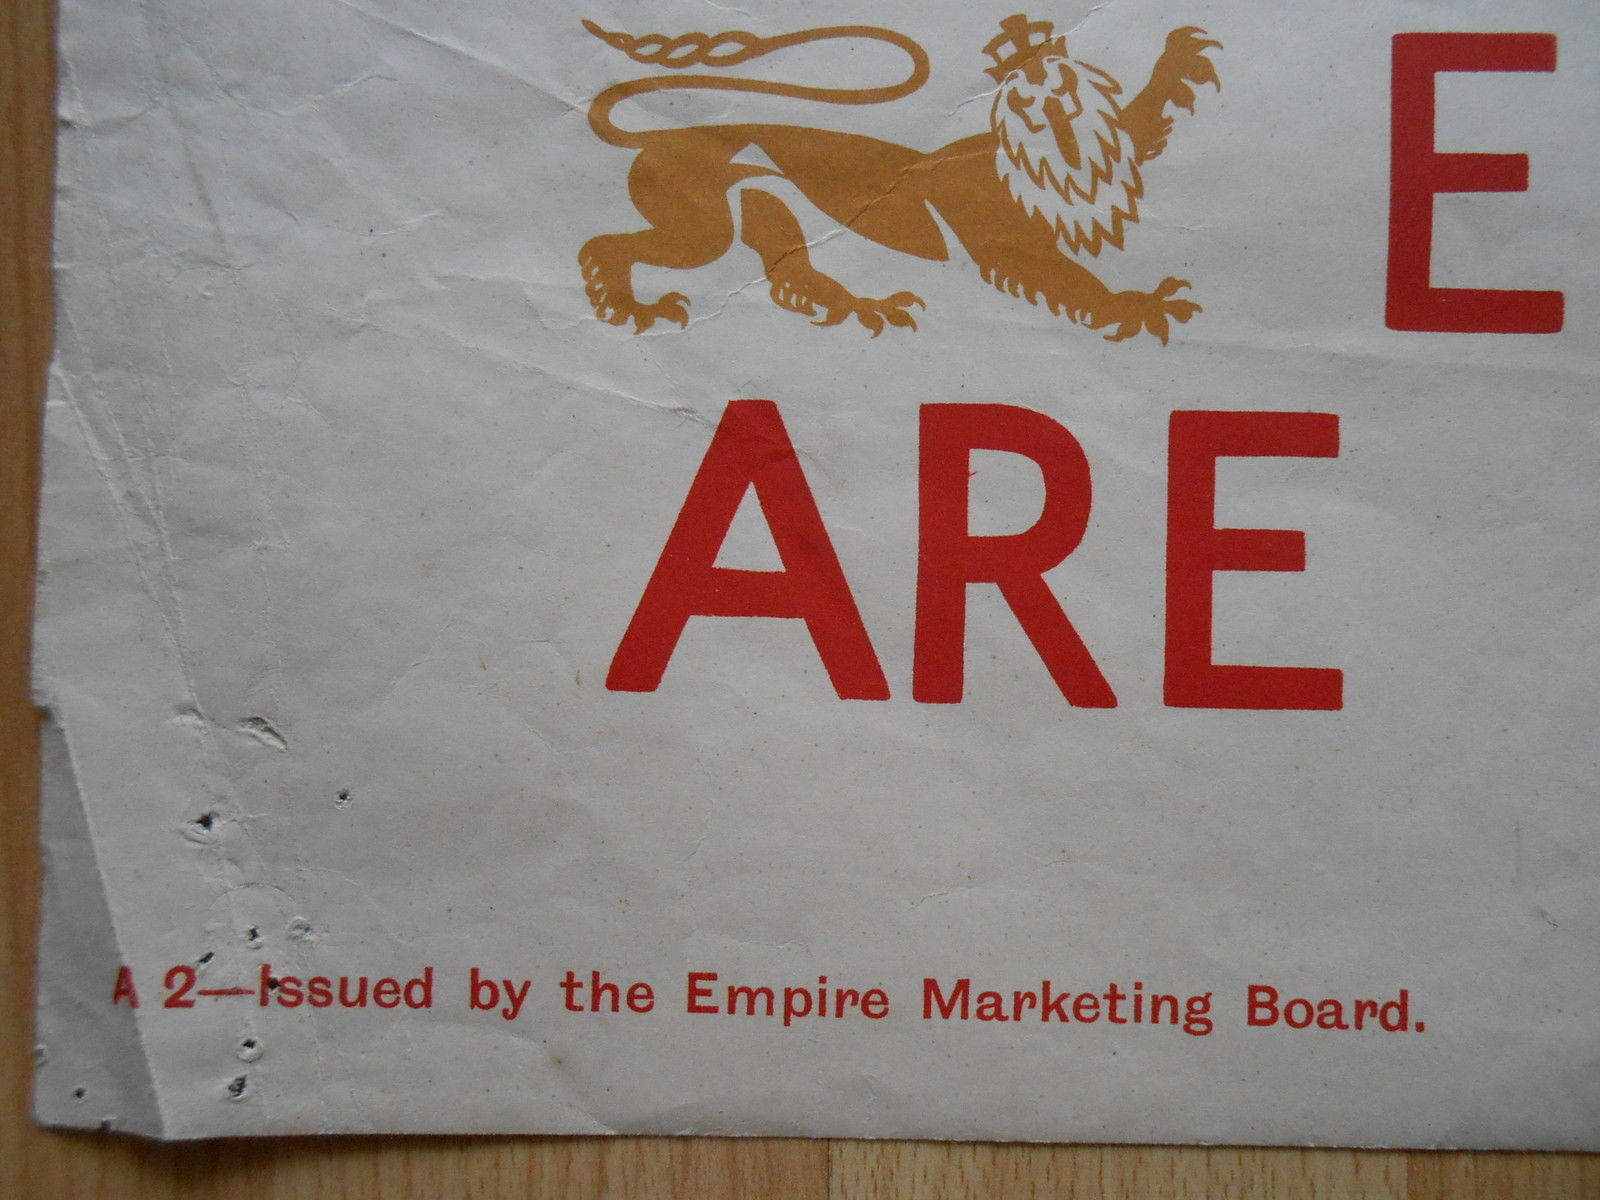 E
ARE
A 2—Issued by the Empire Marketing Board.